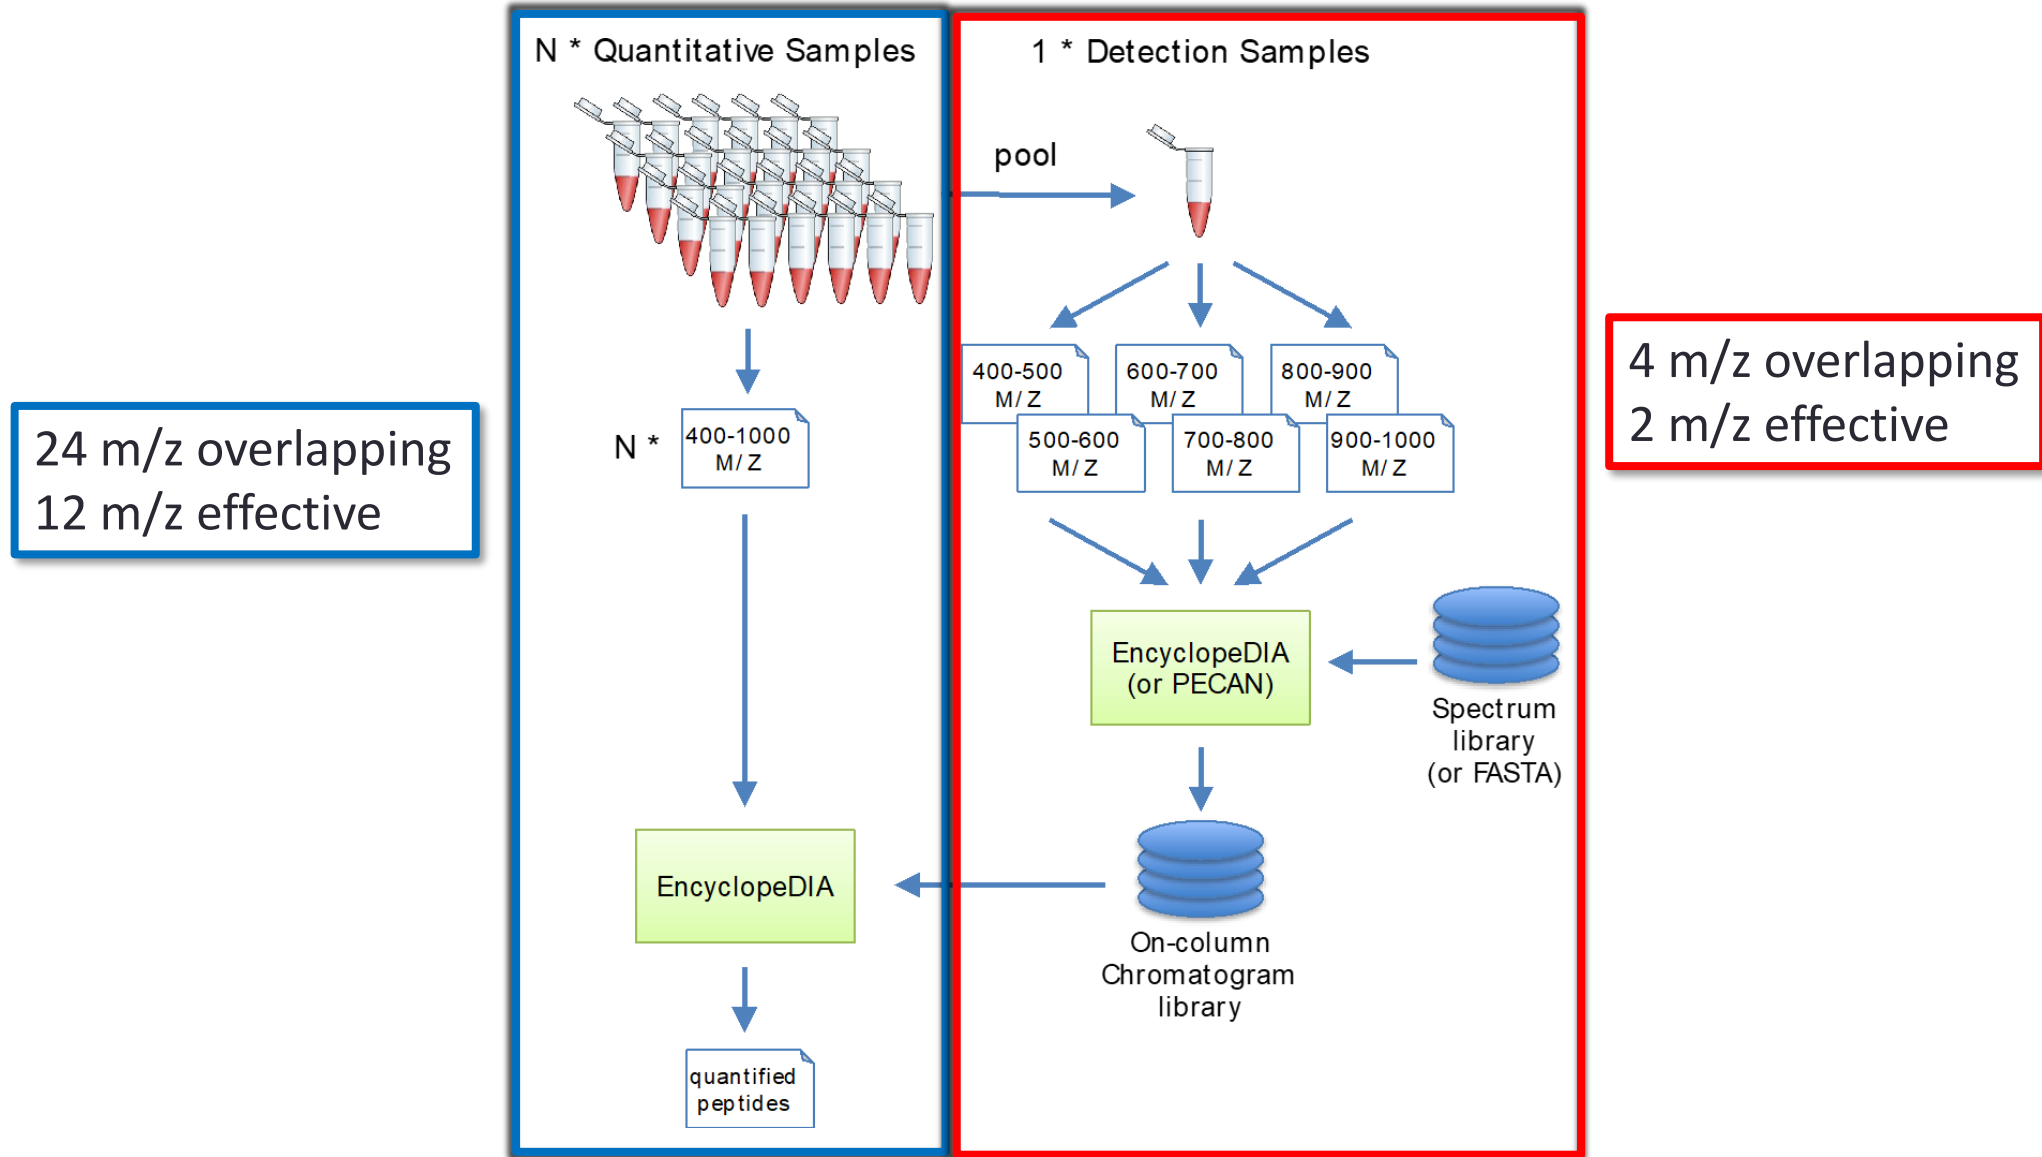 N * Quantitative Samples
1 * Detection Samples
pool
400-500
M/Z
600-700
M/Z
800-900
M/Z
500-600
M/Z
700-800
M/Z
900-1000
M/Z
4 m/z overlapping
2 m/z effective
24 m/z overlapping
12 m/z effective
N *
400-1000
M/Z
EncyclopeDIA
(or PECAN)
Spectrum
library
(or FASTA)
EncyclopeDIA
On-column
Chromatogram
library
quantified
peptides